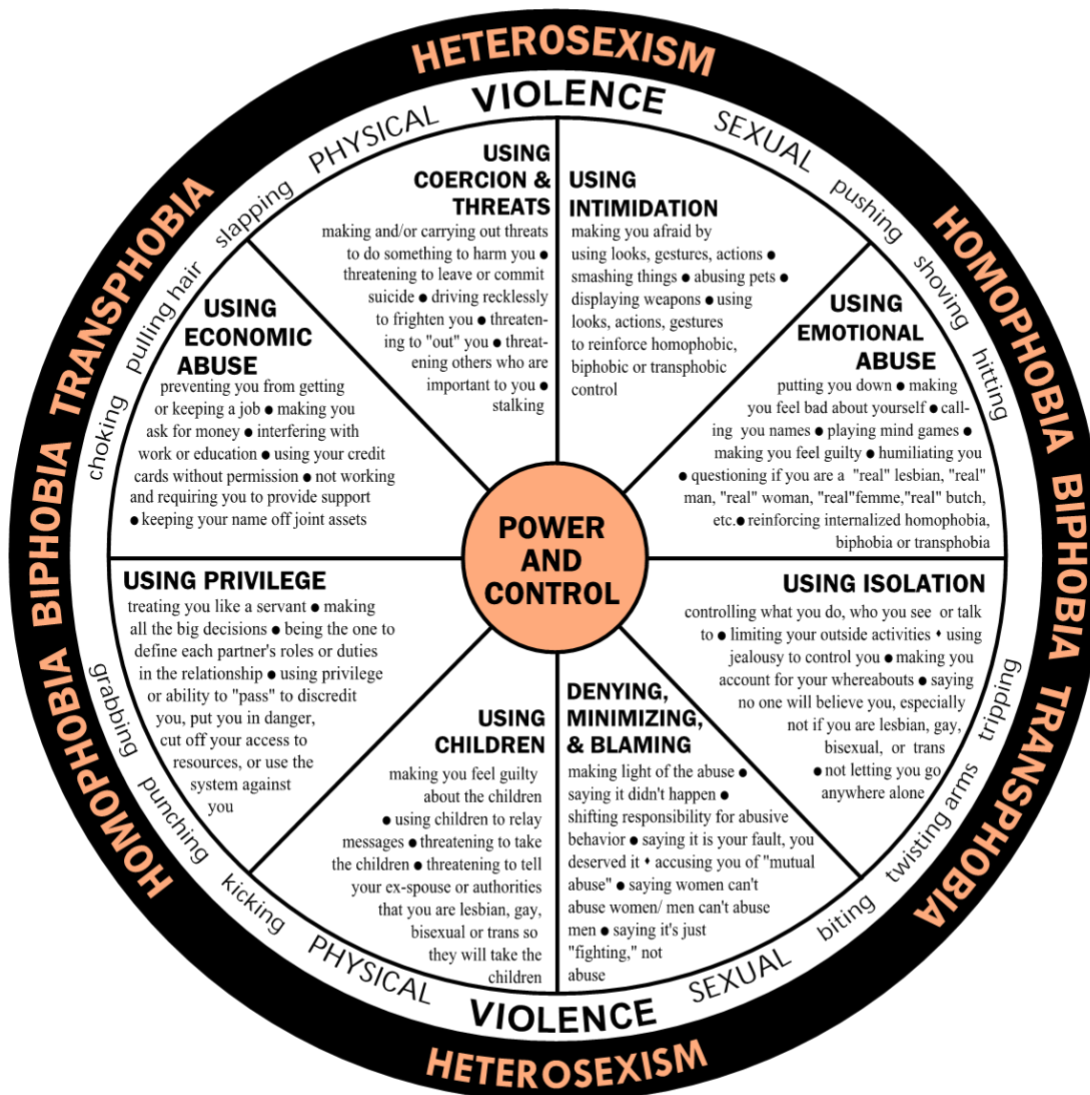 HETEROSEXISM
HOMOPHOBIA BIPHOBIA TRANSPHOBIA
HETEROSEXISM
HOMOPHOBIA BIPHOBIA TRANSPHOBIA
PHYSICAL VIOLENCE SEXUAL
pushing shoving hitting
tripping
twisting arms
biting
PHYSICAL VIOLENCE SEXUAL
kicking
punching
grabbing
choking
pulling hair
slapping
POWER
AND
CONTROL
USING
COERCION &
THREATS
making and/or carrying out threats
to do something to harm you ●
threatening to leave or commit
suicide ● driving recklessly
to frighten you ● threaten-
ing to "out" you ● threat-
ening others who are
important to you ●
stalking
USING
INTIMIDATION
making you afraid by
using looks, gestures, actions ●
smashing things ● abusing pets ●
displaying weapons ● using
looks, actions, gestures
to reinforce homophobic,
biphobic or transphobic
control
USING
EMOTIONAL
ABUSE
putting you down ● making
you feel bad about yourself ● call-
ing you names ● playing mind games ●
making you feel guilty ● humiliating you
● questioning if you are a "real" lesbian, "real"
man, "real" woman, "real"femme,"real" butch,
etc.● reinforcing internalized homophobia,
biphobia or transphobia
USING ISOLATION
controlling what you do, who you see or talk
to ● limiting your outside activities ♦ using
jealousy to control you ● making you
account for your whereabouts ● saying
no one will believe you, especially
not if you are lesbian, gay,
bisexual, or trans
● not letting you go
anywhere alone
DENYING,
MINIMIZING,
& BLAMING
making light of the abuse ●
saying it didn't happen ●
shifting responsibility for abusive
behavior ● saying it is your fault, you
deserved it ♦ accusing you of "mutual
abuse" ● saying women can't
abuse women/ men can't abuse
men ● saying it's just
"fighting," not
abuse
USING
CHILDREN
making you feel guilty
about the children
● using children to relay
messages ● threatening to take
the children ● threatening to tell
your ex-spouse or authorities
that you are lesbian, gay,
bisexual or trans so
they will take the
children
USING PRIVILEGE
treating you like a servant ● making
all the big decisions ● being the one to
define each partner's roles or duties
in the relationship ● using privilege
or ability to "pass" to discredit
you, put you in danger,
cut off your access to
resources, or use the
system against
you
USING
ECONOMIC
ABUSE
preventing you from getting
or keeping a job ● making you
ask for money ● interfering with
work or education ● using your credit
cards without permission ● not working
and requiring you to provide support
● keeping your name off joint assets